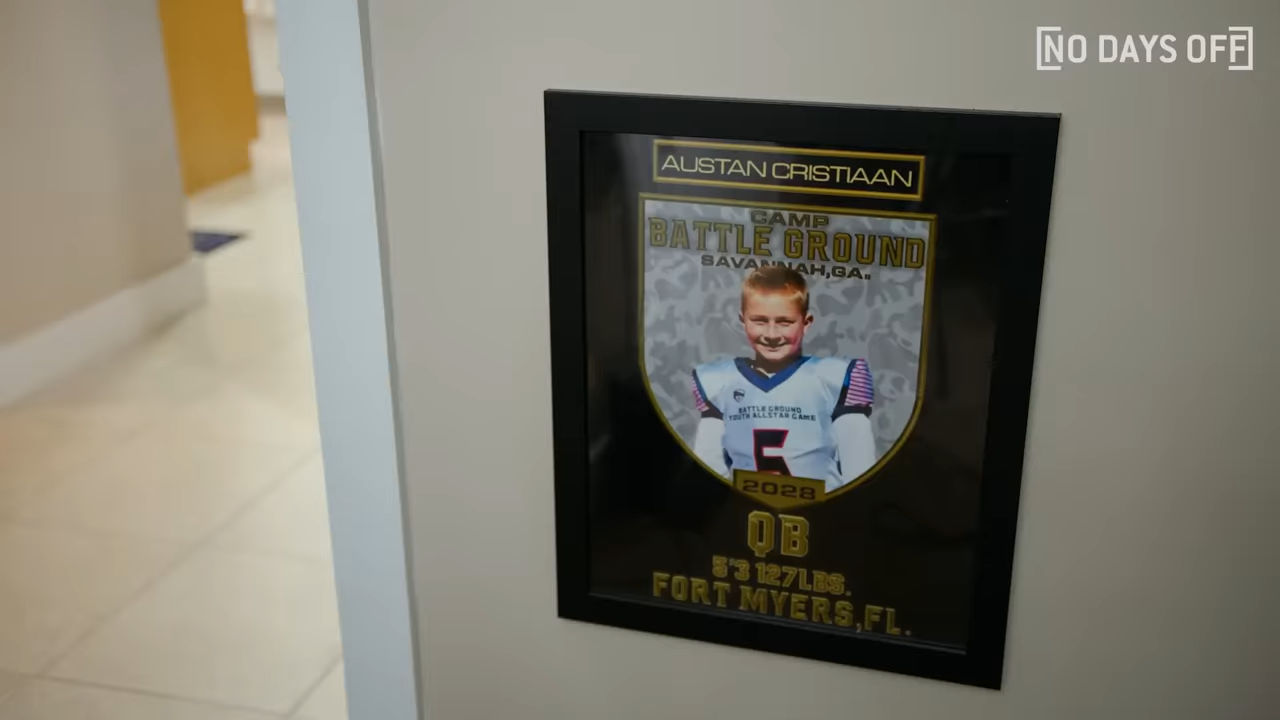 [NO DAYS OFF]
AUSTAN CRISTIAAN
CAMP
BATTLE GROUND
SAVANNAH,GA.
BATTLE GROUND
YOUTH ALLSTAR GAME
5
2028
QB
5'3 127LBS.
FORT MYERS,FL.